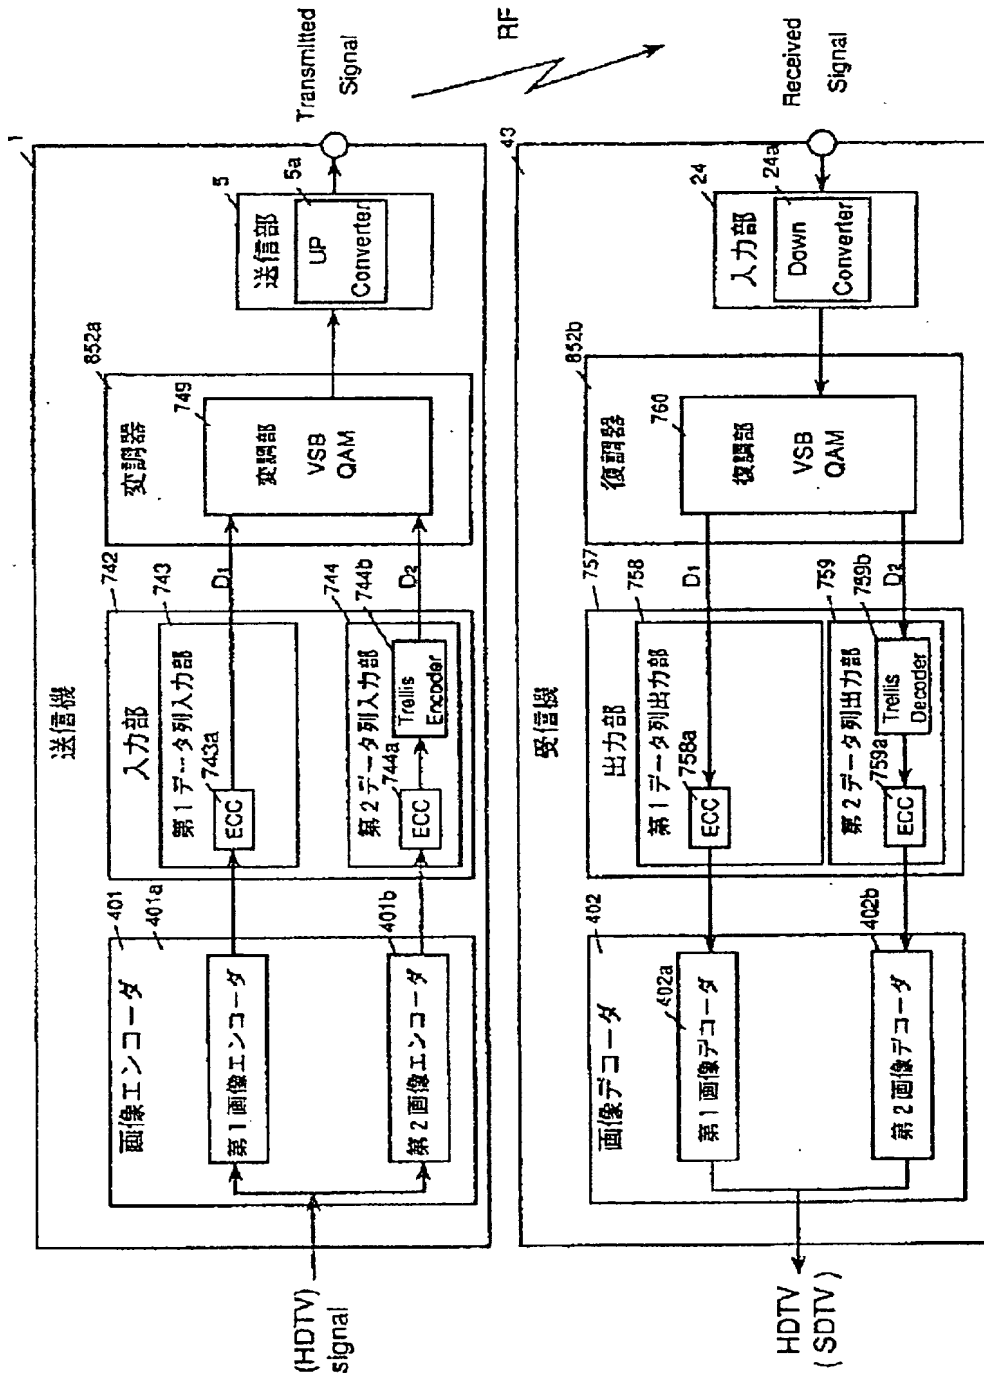 送信機
1
(HDTV)
signal
画像エンコーダ
401
401a
第1画像エンコーダ
401b
第2画像エンコーダ
入力部
742
743
第1データ列入力部
743a
ECC
D1
744
第2データ列入力部
744a
ECC
744b
Trellis
Encoder
D2
変調器
852a
749
変調部
VSB
QAM
送信部
5
5a
UP
Converter
Transmitted
Signal
RF
受信機
43
Received
Signal
入力部
24
24a
Down
Converter
復調器
852b
760
復調部
VSB
QAM
出力部
757
758
第1データ列出力部
758a
ECC
D1
759
第2データ列出力部
759a
ECC
759b
Trellis
Decoder
D2
画像デコーダ
402
402a
第1画像デコーダ
402b
第2画像デコーダ
HDTV
(SDTV)